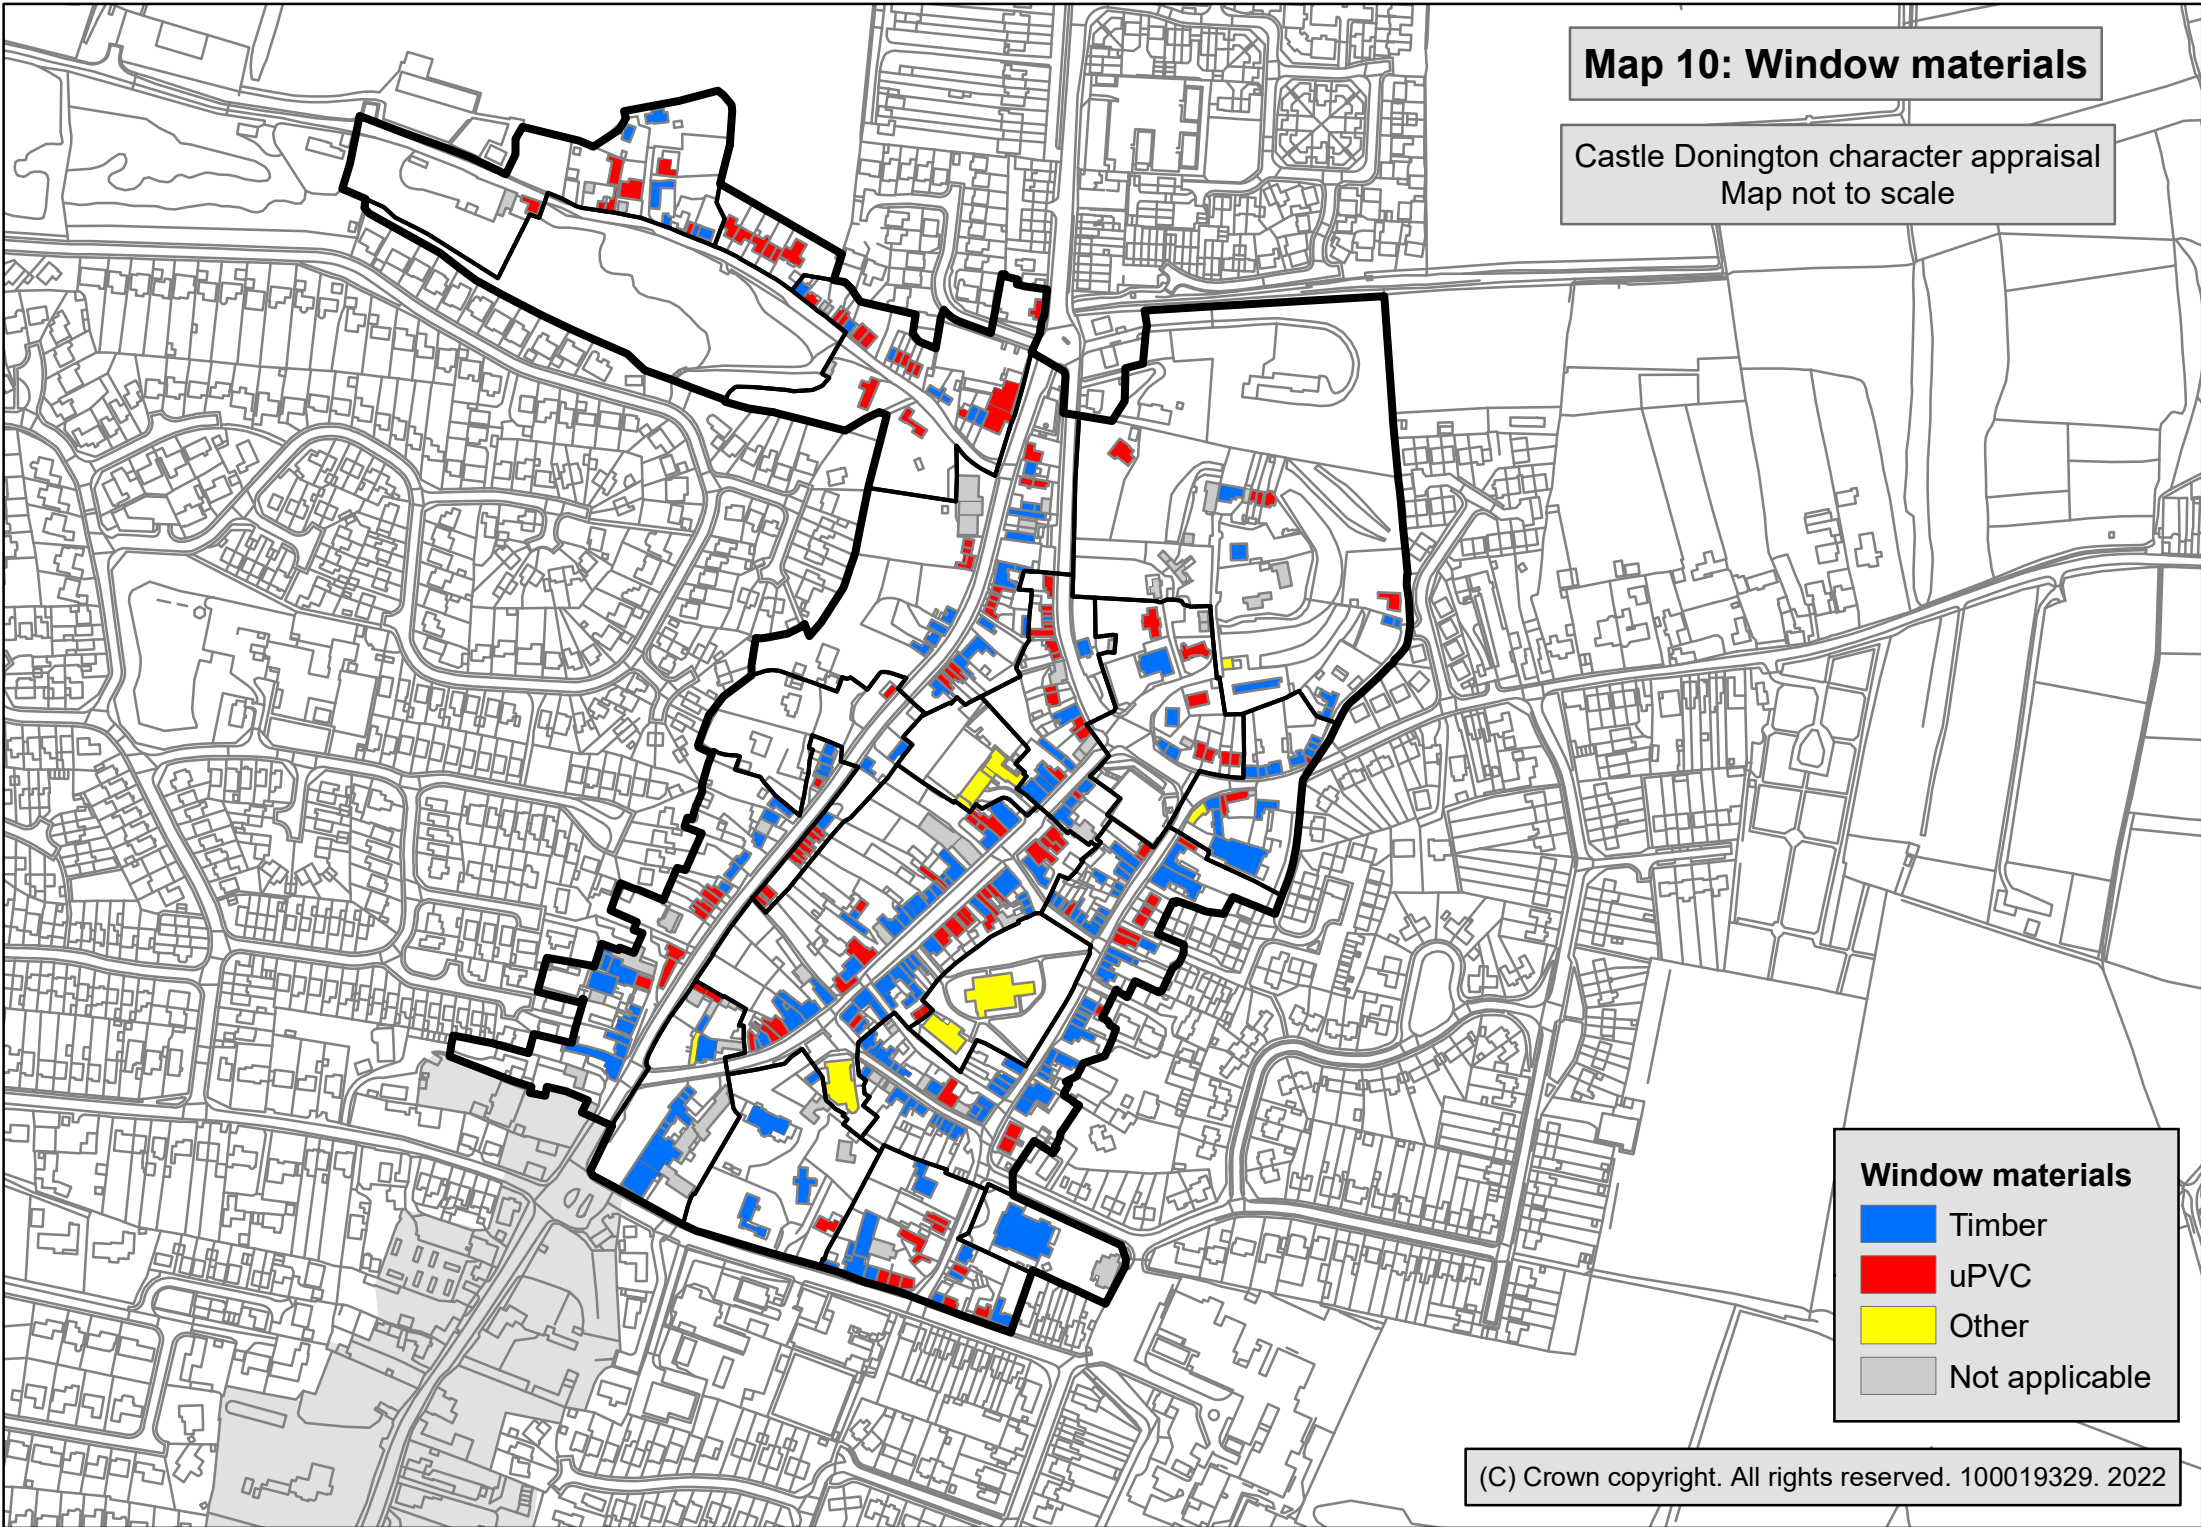 Map 10: Window materials
Castle Donington character appraisal
Map not to scale
Window materials
Timber
uPVC
Other
Not applicable
(C) Crown copyright. All rights reserved. 100019329. 2022